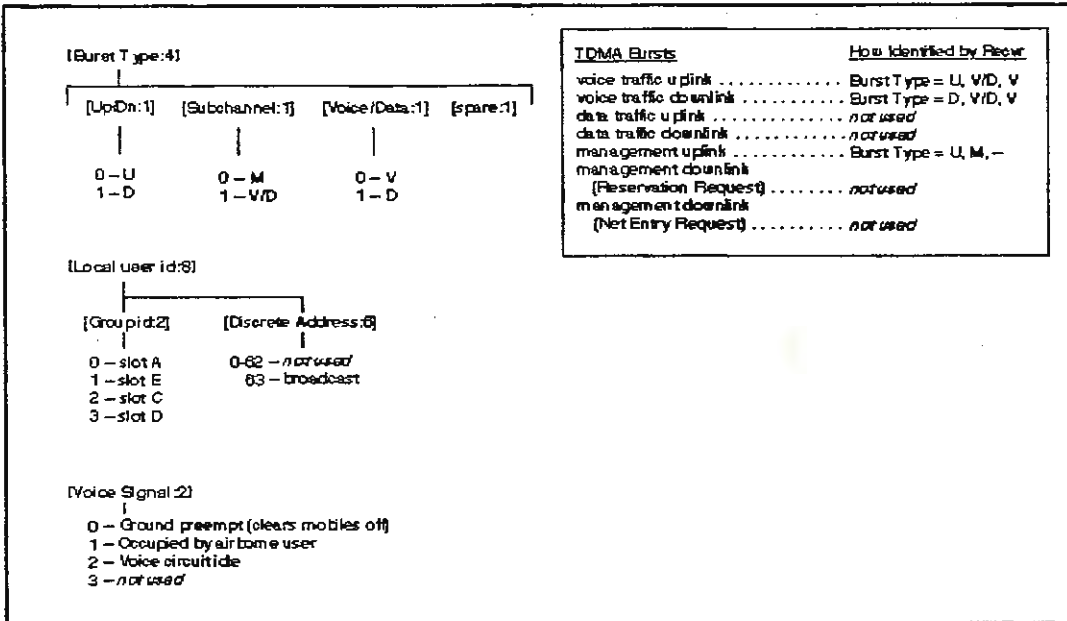 [Burst Type:4]
[Up/Dn:1] [Subchannel:1] [Voice/Data:1] [spare:1]
0 – U 0 – M 0 – V
1 – D 1 – V/D 1 – D
TDMA Bursts How Identified by Recvr
voice traffic uplink ............ Burst Type = U, V/D, V
voice traffic downlink ......... Burst Type = D, V/D, V
data traffic uplink ............ not used
data traffic downlink ......... not used
management uplink ......... Burst Type = U, M, –
management downlink
(Reservation Request) ........ not used
management downlink
(Net Entry Request) .......... not used
[Local user id:8]
[Group id:2] [Discrete Address:6]
0 – slot A 0-62 – not used
1 – slot E 63 – broadcast
2 – slot C
3 – slot D
[Voice Signal:2]
0 – Ground preempt (clears mobiles off)
1 – Occupied by airborne user
2 – Voice circuit idle
3 – not used